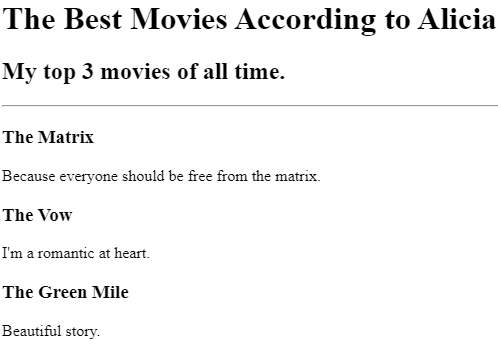 The Best Movies According to Alicia
My top 3 movies of all time.
The Matrix
Because everyone should be free from the matrix.
The Vow
I'm a romantic at heart.
The Green Mile
Beautiful story.